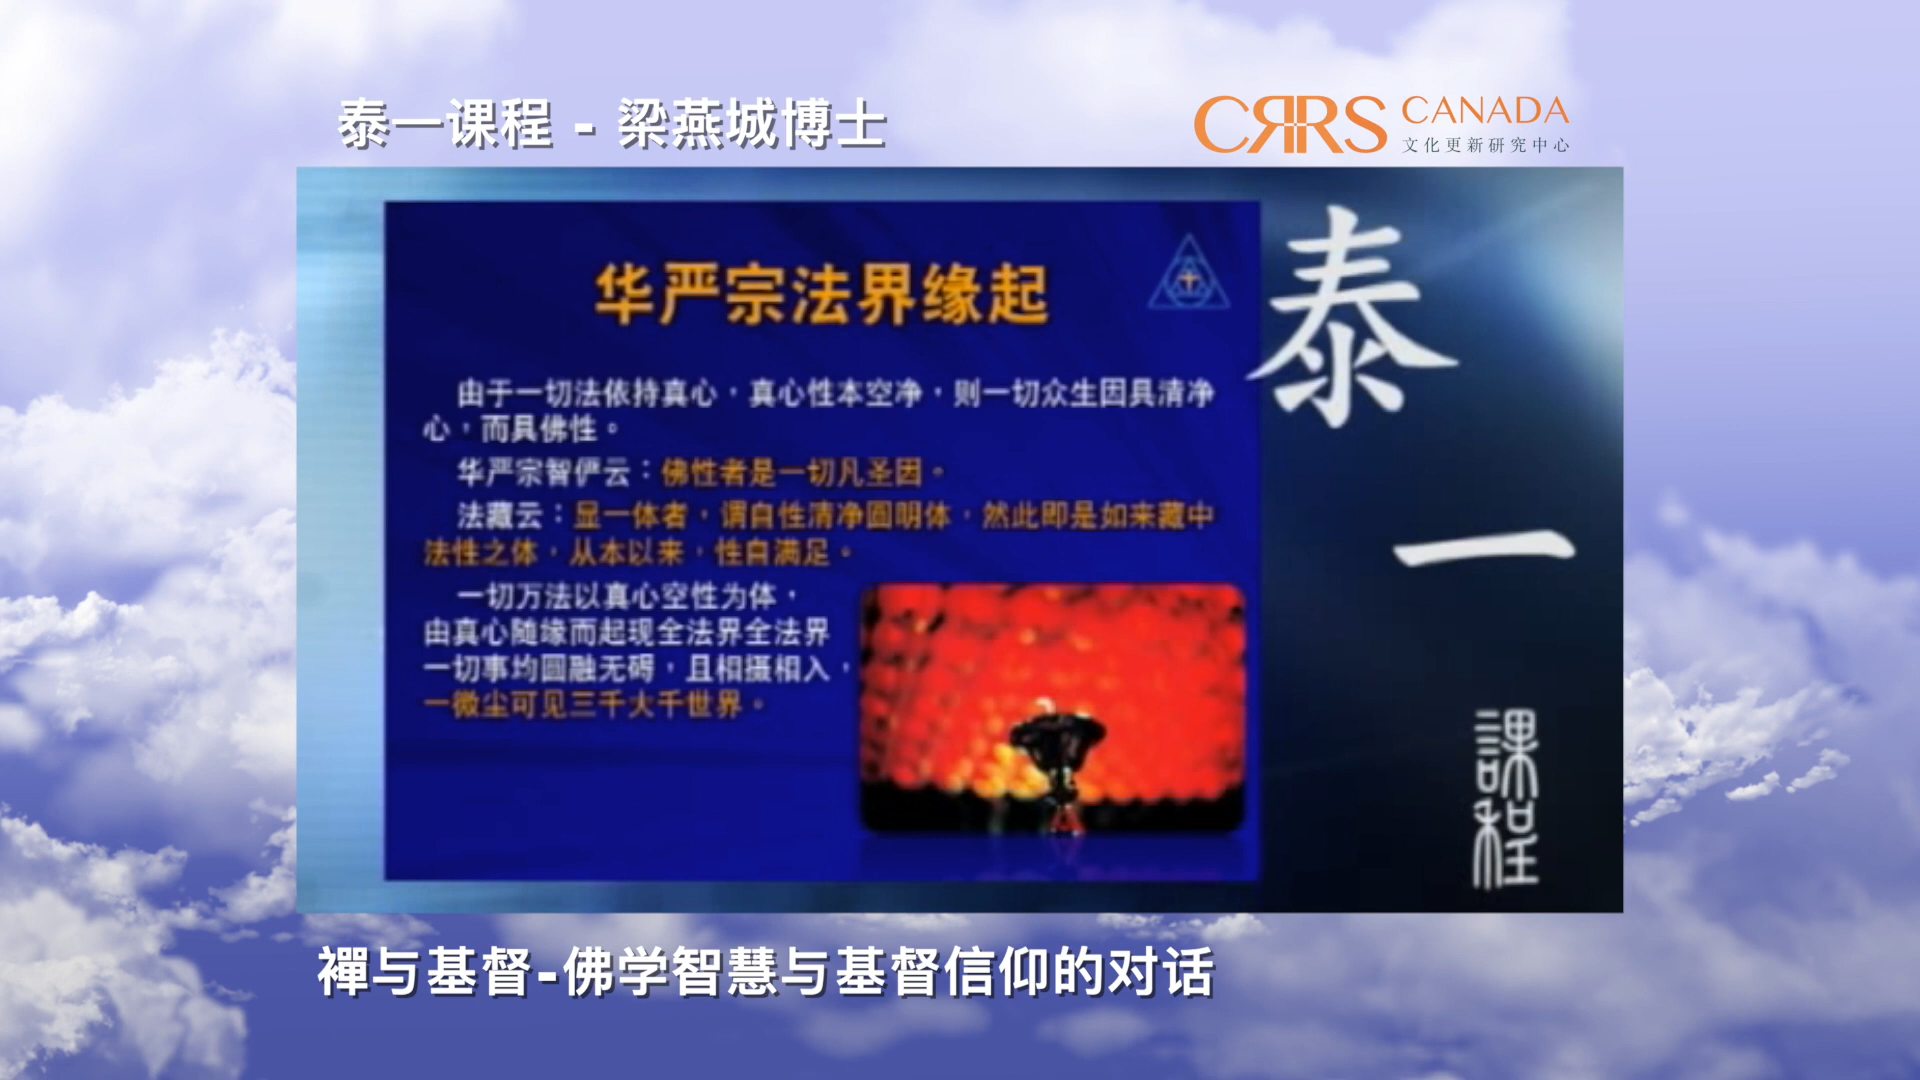 泰一课程 - 梁燕城博士
CRRS CANADA
文化更新研究中心
华严宗法界缘起
由于一切法依持真心，真心性本空净，则一切众生因具清净
心，而具佛性。
华严宗智俨云：佛性者是一切凡圣因。
法藏云：显一体者，谓自性清净圆明体，然此即是如来藏中
法性之体，从本以来，性自满足。
一切万法以真心空性为体，
由真心随缘而起现全法界全法界
一切事均圆融无碍，且相摄相入，
一微尘可见三千大千世界。
泰一
課程
禪与基督-佛学智慧与基督信仰的对话